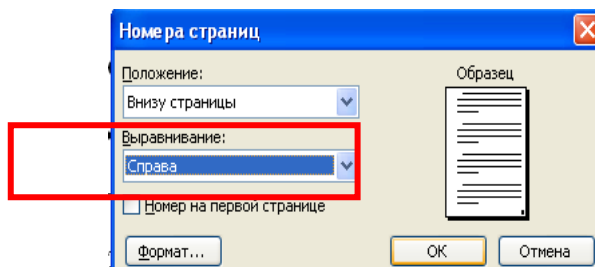 Номера страниц
Положение:
Образец
Внизу страницы
Выравнивание:
Справа
Номер на первой странице
Формат...
ОК
Отмена